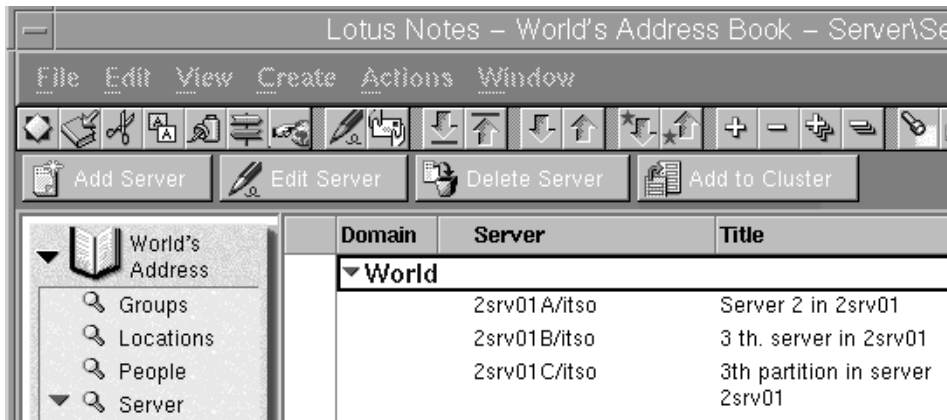 Lotus Notes – World's Address Book – Server\Se
File Edit View Create Actions Window
Add Server Edit Server Delete Server Add to Cluster
World's
Address
Groups
Locations
People
Server
Domain Server Title
World
2srv01A/itso Server 2 in 2srv01
2srv01B/itso 3 th. server in 2srv01
2srv01C/itso 3th partition in server
2srv01